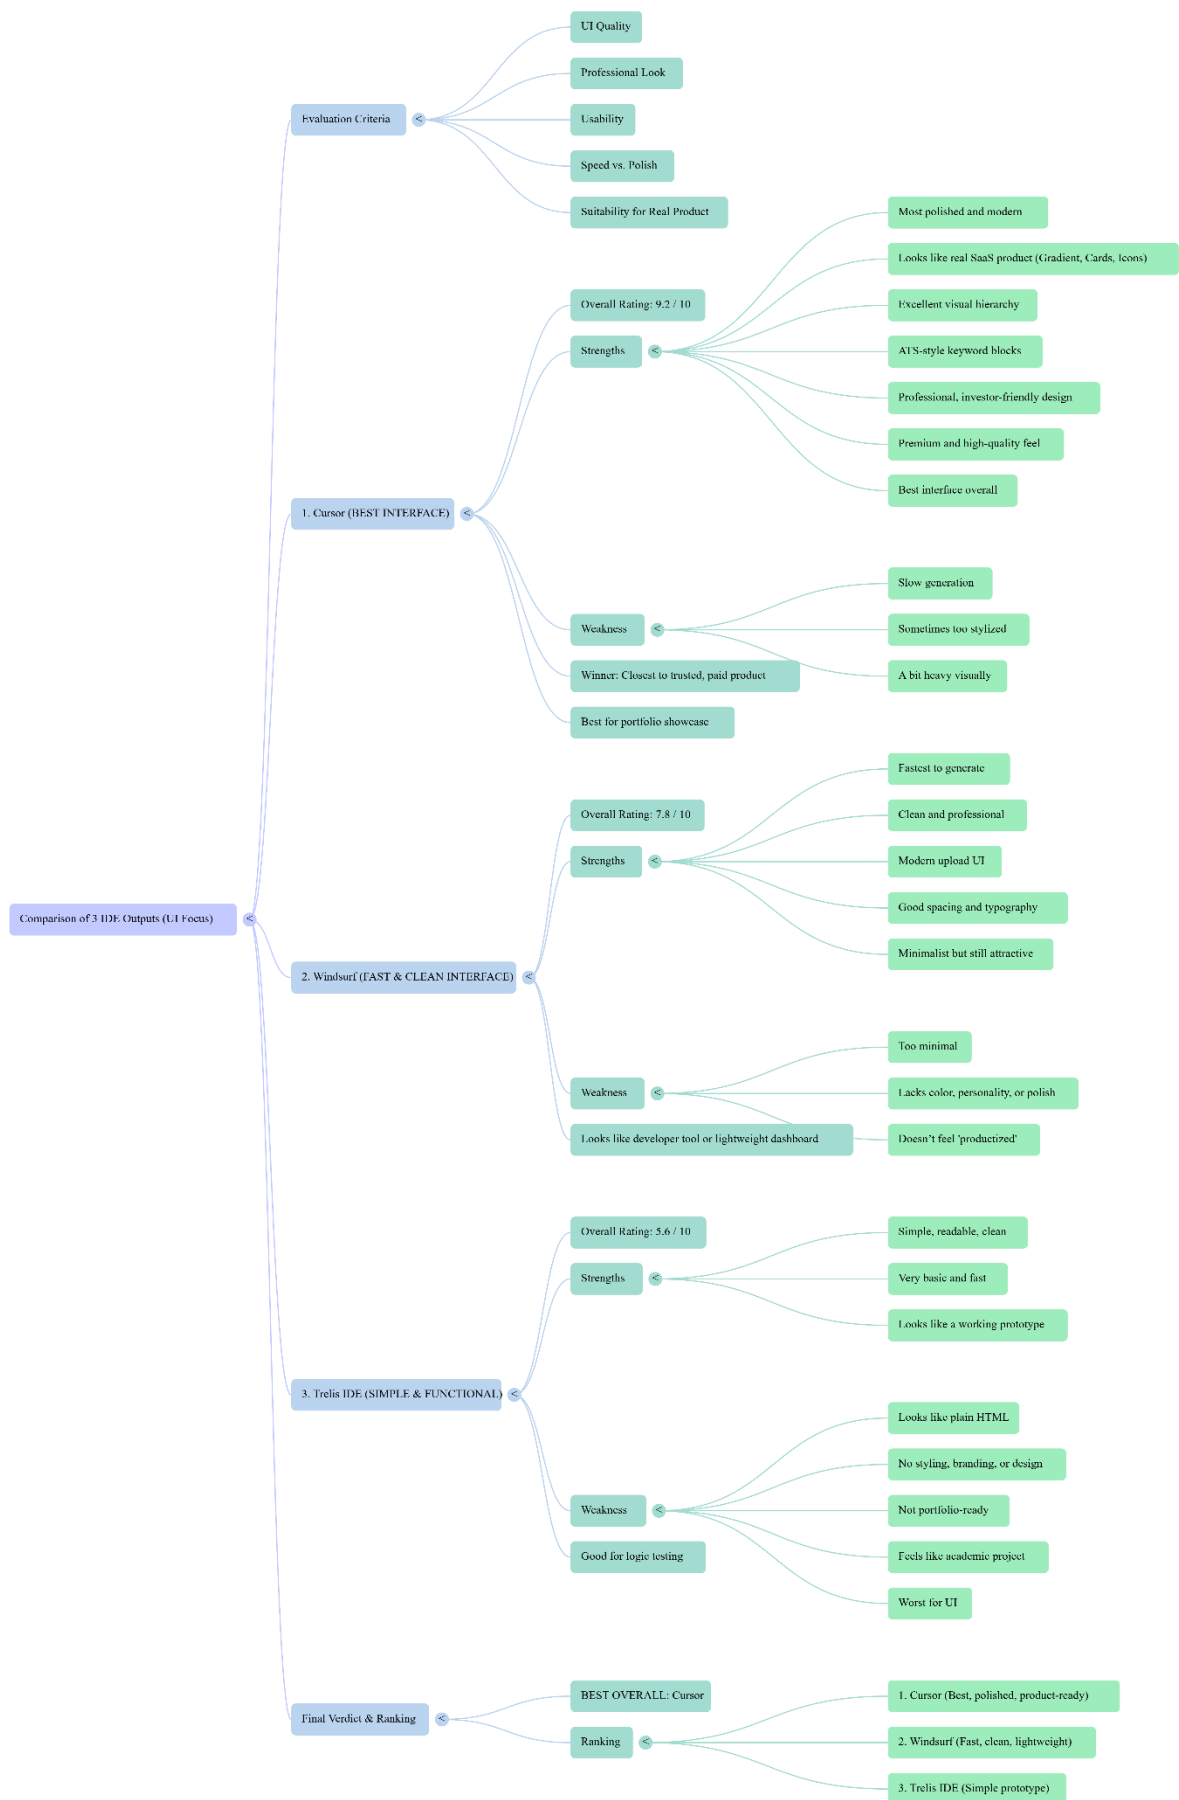 Comparison of 3 IDE Outputs (UI Focus)
Evaluation Criteria
UI Quality
Professional Look
Usability
Speed vs. Polish
Suitability for Real Product
1. Cursor (BEST INTERFACE)
Overall Rating: 9.2 / 10
Strengths
Most polished and modern
Looks like real SaaS product (Gradient, Cards, Icons)
Excellent visual hierarchy
ATS-style keyword blocks
Professional, investor-friendly design
Premium and high-quality feel
Best interface overall
Weakness
Slow generation
Sometimes too stylized
A bit heavy visually
Winner: Closest to trusted, paid product
Best for portfolio showcase
2. Windsurf (FAST & CLEAN INTERFACE)
Overall Rating: 7.8 / 10
Strengths
Fastest to generate
Clean and professional
Modern upload UI
Good spacing and typography
Minimalist but still attractive
Weakness
Too minimal
Lacks color, personality, or polish
Doesn't feel 'productized'
Looks like developer tool or lightweight dashboard
3. Trelis IDE (SIMPLE & FUNCTIONAL)
Overall Rating: 5.6 / 10
Strengths
Simple, readable, clean
Very basic and fast
Looks like a working prototype
Weakness
Looks like plain HTML
No styling, branding, or design
Not portfolio-ready
Feels like academic project
Worst for UI
Good for logic testing
Final Verdict & Ranking
BEST OVERALL: Cursor
Ranking
1. Cursor (Best, polished, product-ready)
2. Windsurf (Fast, clean, lightweight)
3. Trelis IDE (Simple prototype)